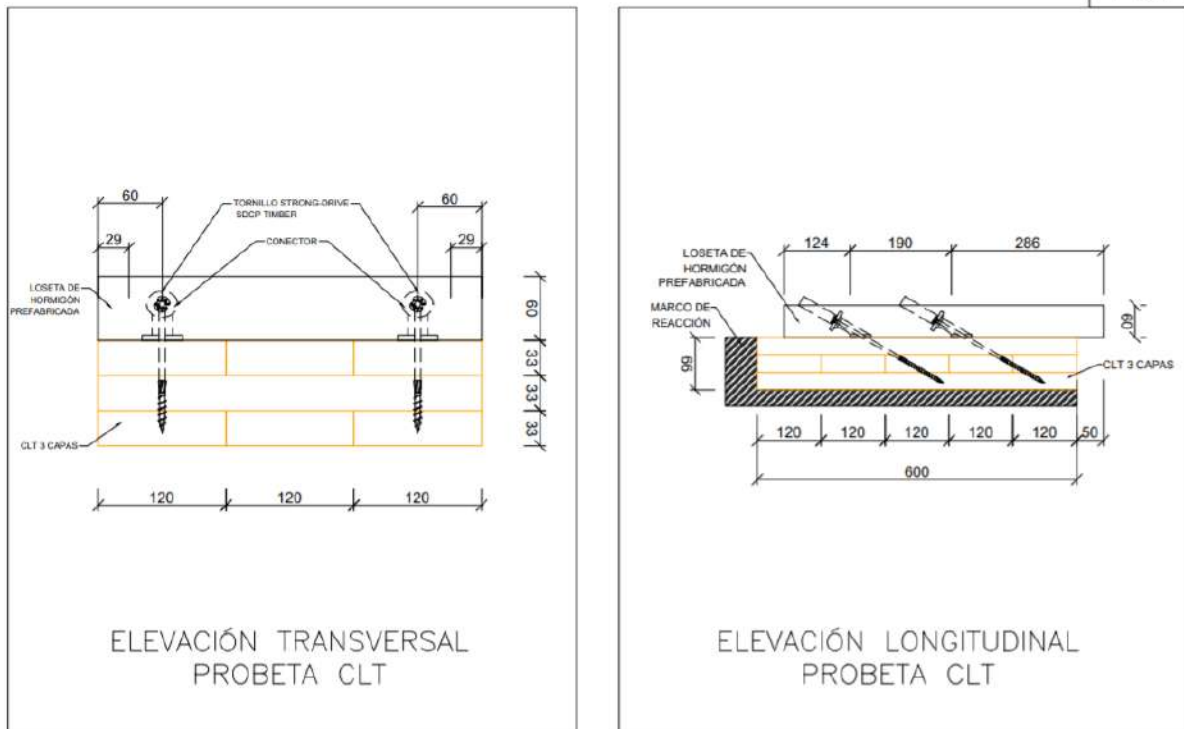 60
60
TORNILLO STRONG-DRIVE
SDCP TIMBER
29
29
CONECTOR
LOSETA DE
HORMIGÓN
PREFABRICADA
60
33
33
33
CLT 3 CAPAS
120
120
120
ELEVACIÓN TRANSVERSAL
PROBETA CLT
124
190
286
LOSETA DE
HORMIGÓN
PREFABRICADA
MARCO DE
REACCIÓN
60
99
CLT 3 CAPAS
120
120
120
120
120
50
600
ELEVACIÓN LONGITUDINAL
PROBETA CLT